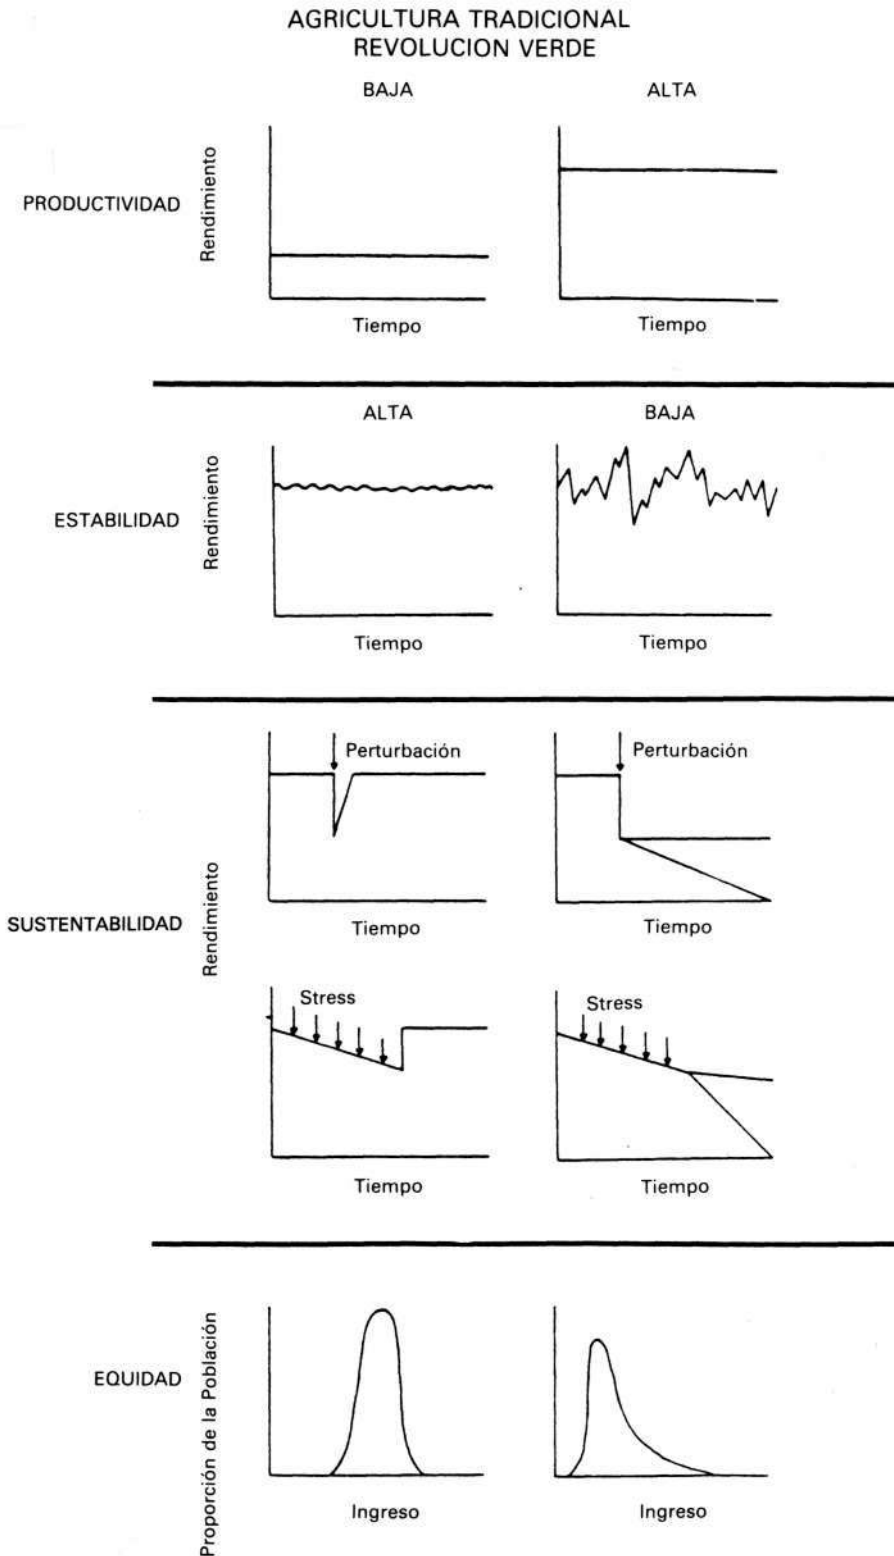 AGRICULTURA TRADICIONAL
REVOLUCION VERDE
BAJA
ALTA
PRODUCTIVIDAD
Rendimiento
Tiempo
Tiempo
ALTA
BAJA
ESTABILIDAD
Rendimiento
Tiempo
Tiempo
Perturbación
Perturbación
Tiempo
Tiempo
SUSTENTABILIDAD
Rendimiento
Stress
Stress
Tiempo
Tiempo
EQUIDAD
Proporción de la Población
Ingreso
Ingreso